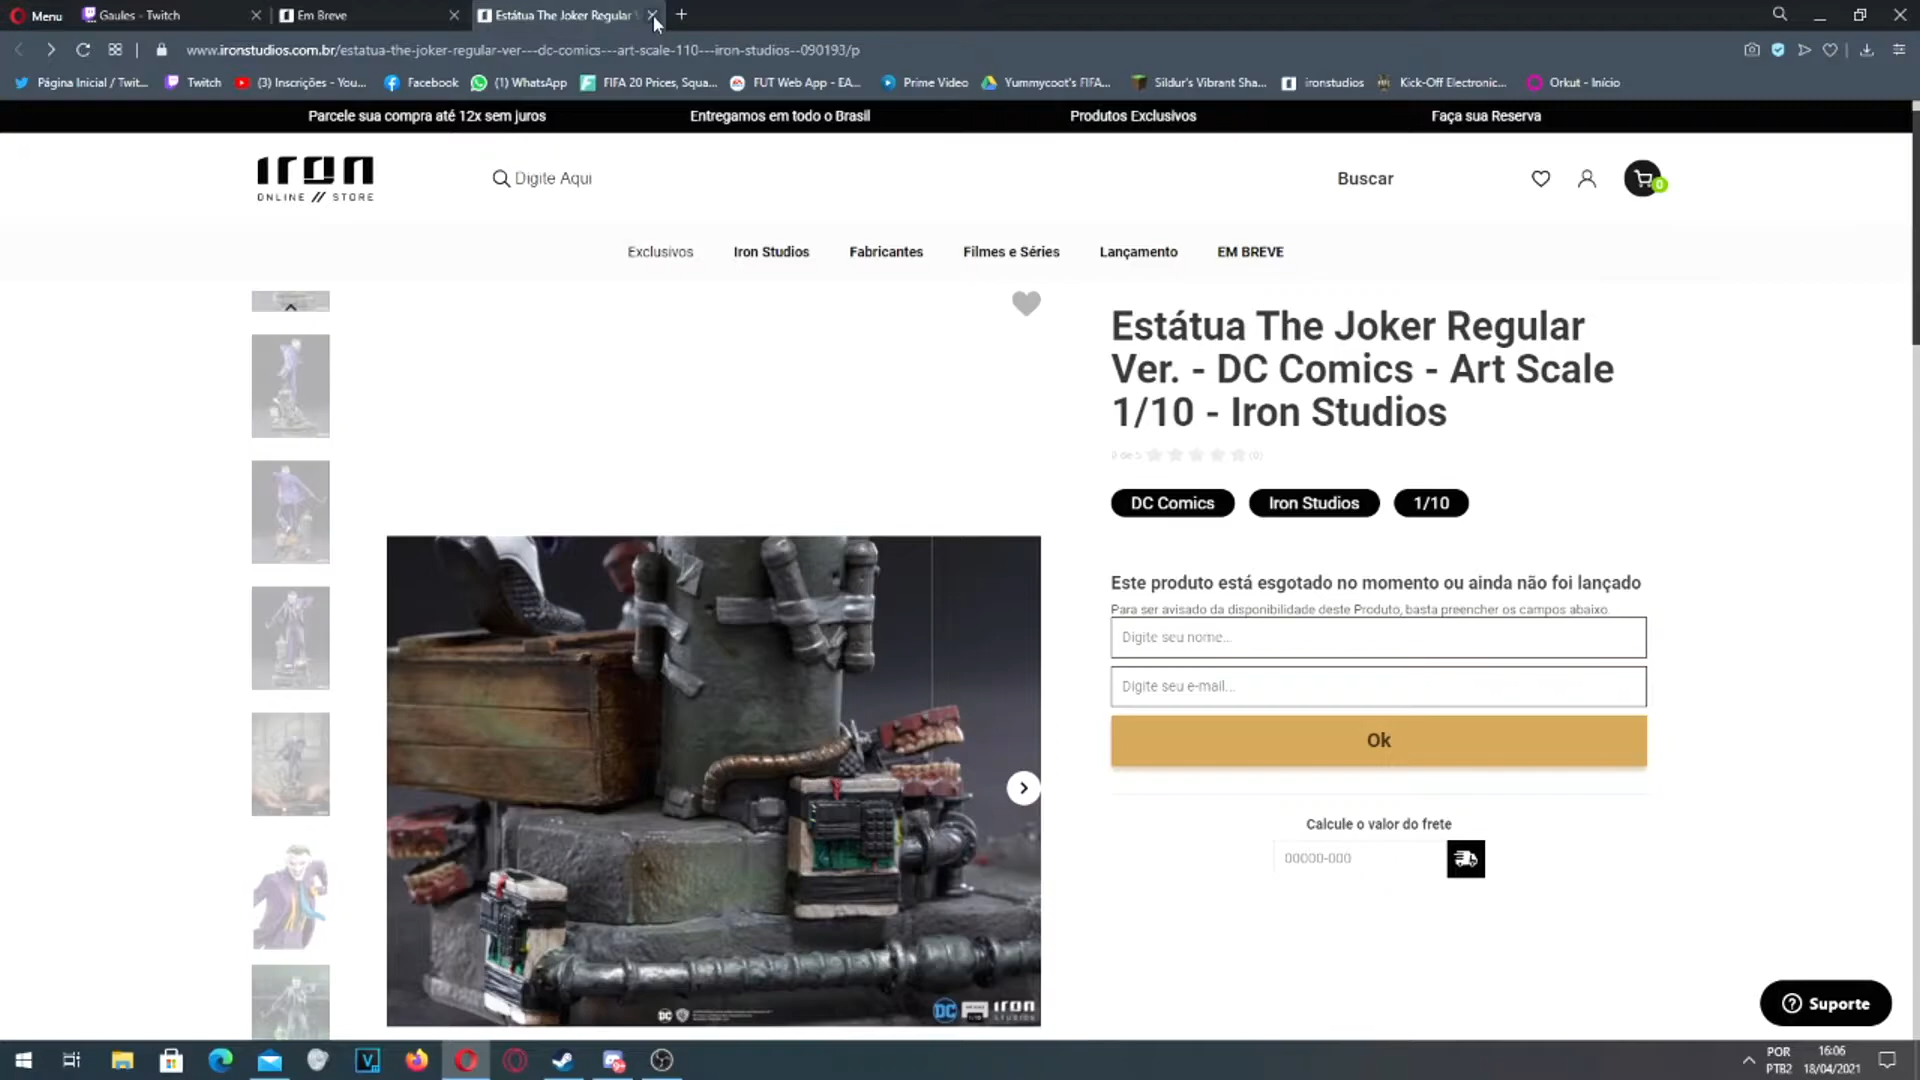 Menu
Gaules - Twitch
Em Breve
Estátua The Joker Regular
www.ironstudios.com.br/estatua-the-joker-regular-ver---dc-comics---art-scale-110---iron-studios--090193/p
Página Inicial / Twit...
Twitch
(3) Inscrições - You...
Facebook
(1) WhatsApp
FIFA 20 Prices, Squa...
FUT Web App - EA...
Prime Video
Yummycoot's FIFA...
Sildur's Vibrant Sha...
ironstudios
Kick-Off Electronic...
Orkut - Início
Parcele sua compra até 12x sem juros
Entregamos em todo o Brasil
Produtos Exclusivos
Faça sua Reserva
IRON
ONLINE // STORE
Digite Aqui
Buscar
0
Exclusivos
Iron Studios
Fabricantes
Filmes e Séries
Lançamento
EM BREVE
Estátua The Joker Regular
Ver. - DC Comics - Art Scale
1/10 - Iron Studios
(0)
DC Comics
Iron Studios
1/10
Este produto está esgotado no momento ou ainda não foi lançado
Para ser avisado da disponibilidade deste Produto, basta preencher os campos abaixo.
Digite seu nome...
Digite seu e-mail...
Ok
Calcule o valor do frete
00000-000
DC
DC
IRON
STUDIOS
Suporte
POR
PTB2
16:06
18/04/2021